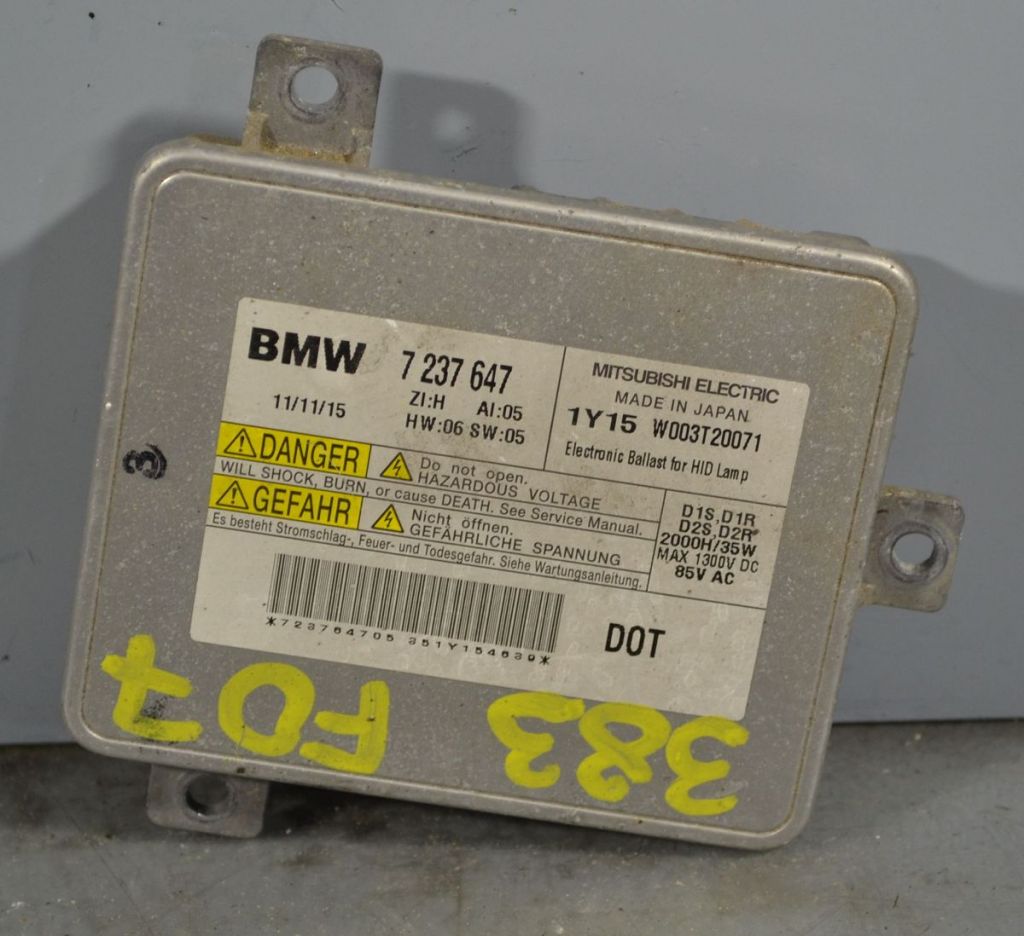 BMW 7 237 647
11/11/15
ZI:H AI:05
HW:06 SW:05
MITSUBISHI ELECTRIC
MADE IN JAPAN
1Y15 W003T20071
Electronic Ballast for HID Lamp
DANGER
Do not open.
HAZARDOUS VOLTAGE
WILL SHOCK, BURN, or cause DEATH. See Service Manual.
GEFAHR
Nicht öffnen.
GEFÄHRLICHE SPANNUNG
Es besteht Stromschlag-, Feuer- und Todesgefahr. Siehe Wartungsanleitung.
D1S,D1R
D2S,D2R
2000H/35W
MAX 1300V DC
85V AC
*723764705 351Y154639*
DOT
3
383 F07